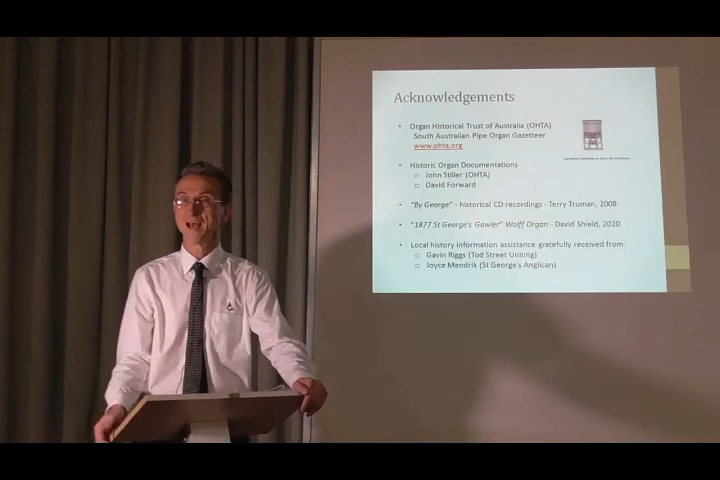 Acknowledgements
• Organ Historical Trust of Australia (OHTA)
South Australian Pipe Organ Gazetteer
www.ohta.org
• Historic Organ Documentations
o John Stiller (OHTA)
o David Forward
• "By George" - historical CD recordings - Terry Truman, 2008
• "1877 St George's Gawler" Wolff Organ - David Shield, 2020
• Local history information assistance gratefully received from:
o Gavin Riggs (Tod Street Uniting)
o Joyce Mendrik (St George's Anglican)